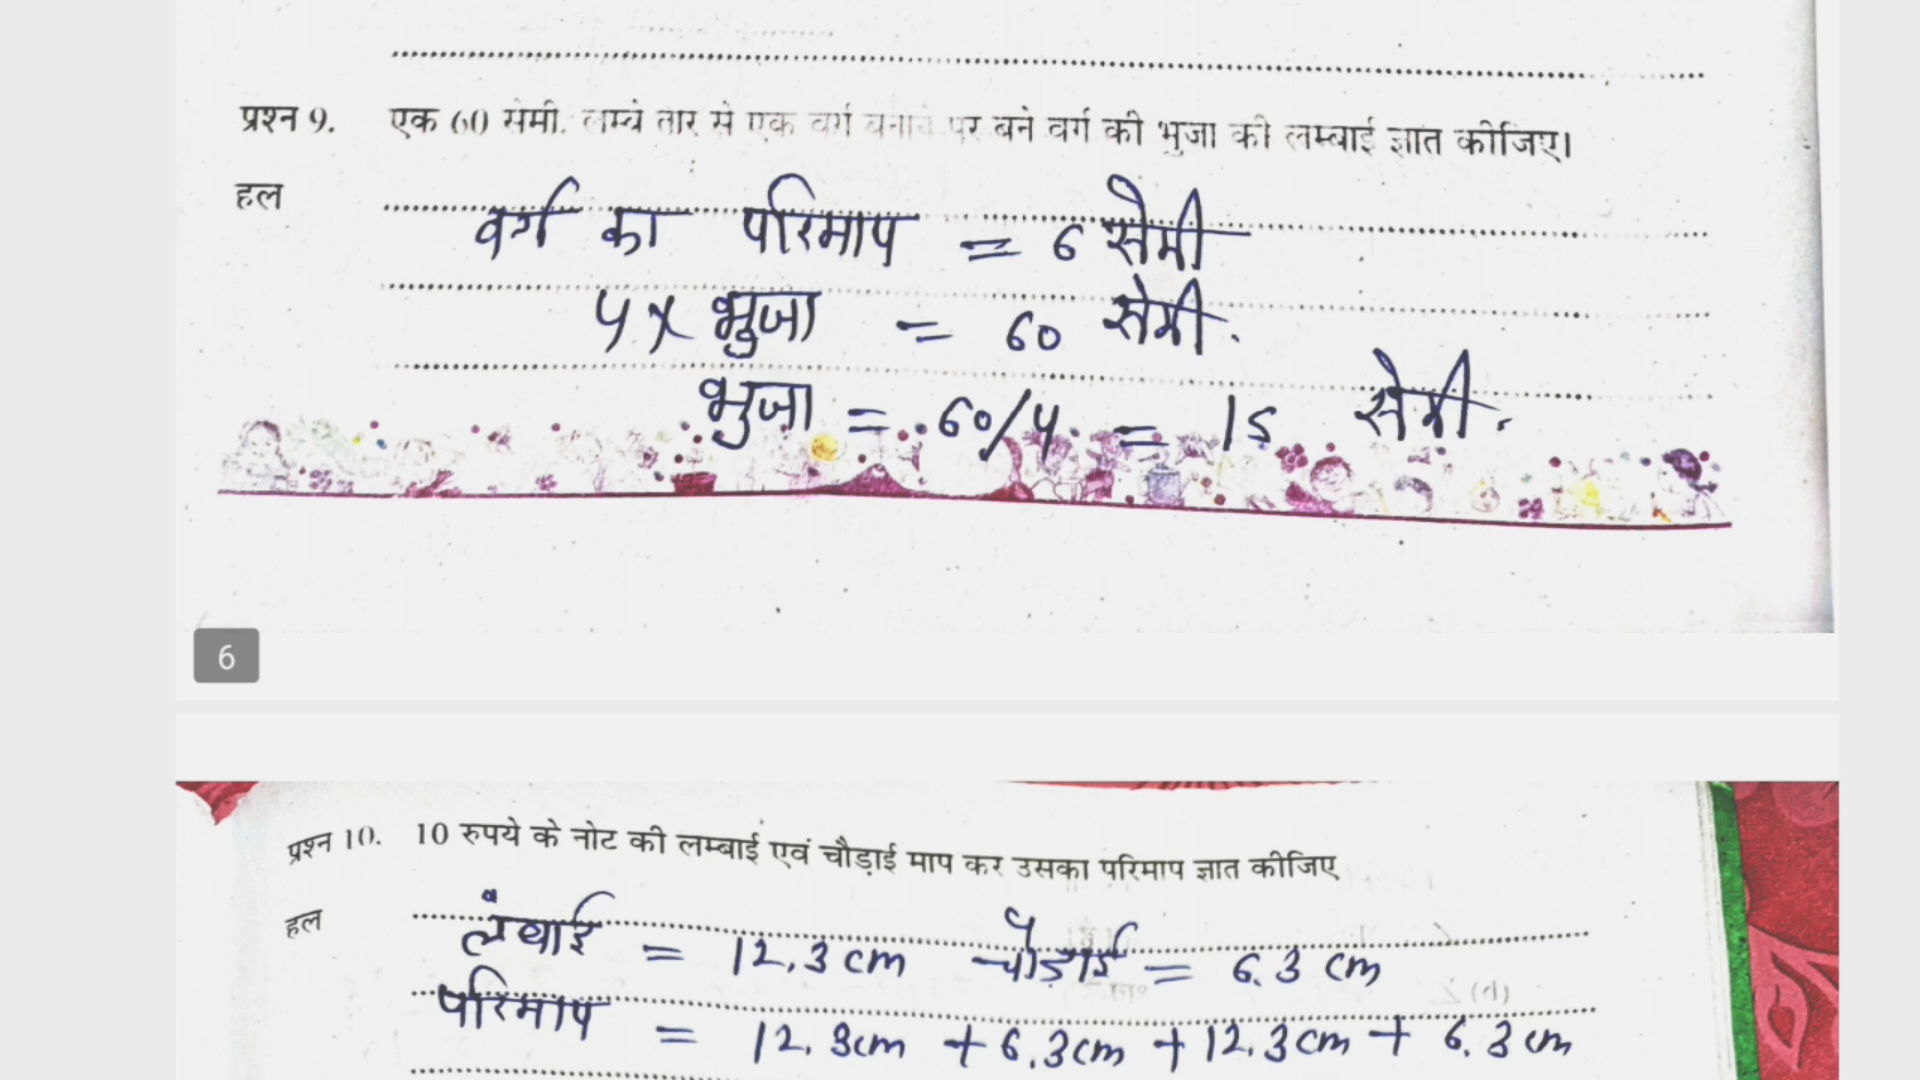 प्रश्न 9. एक 60 सेमी. लम्बे तार से एक वर्ग बनाने पर बने वर्ग की भुजा की लम्बाई ज्ञात कीजिए।
हल
वर्ग का परिमाप = 6 सेमी
4 x भुजा = 60 सेमी.
भुजा = 60/4 = 15 सेमी.
6
प्रश्न 10. 10 रुपये के नोट की लम्बाई एवं चौड़ाई माप कर उसका परिमाप ज्ञात कीजिए
हल
लंबाई = 12.3 cm चौड़ाई = 6.3 cm
परिमाप = 12.3cm + 6.3cm + 12.3cm + 6.3 cm